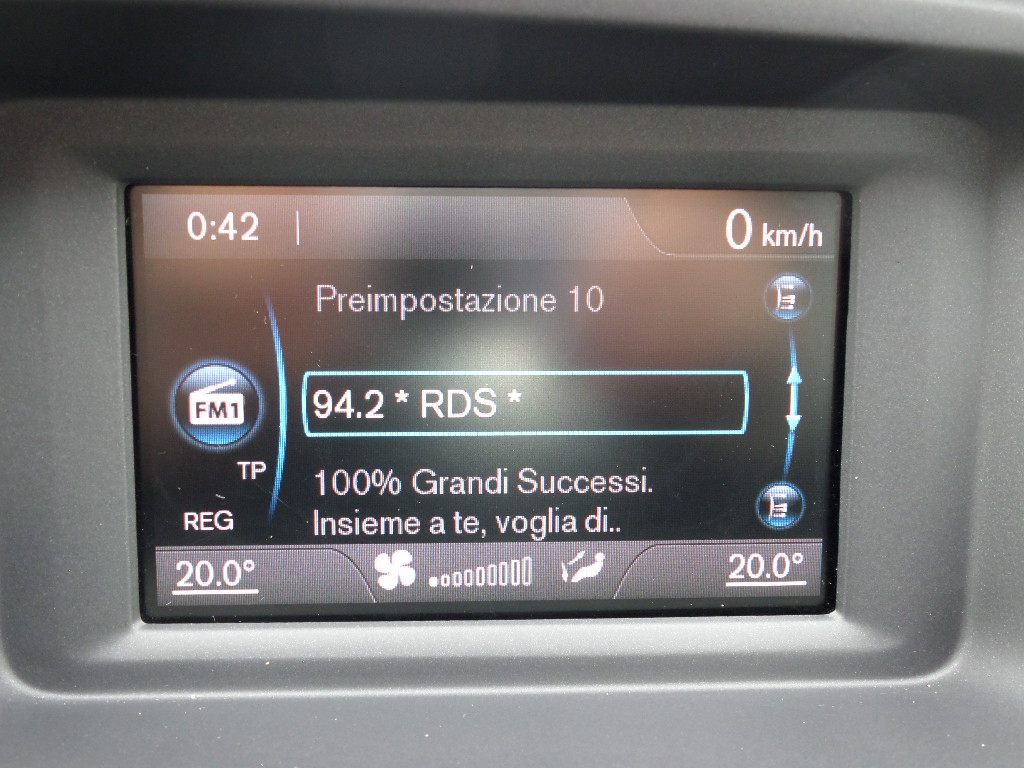 0:42
0 km/h
Preimpostazione 10
FM1
94.2 * RDS *
TP
100% Grandi Successi.
REG
Insieme a te, voglia di..
20.0°
20.0°